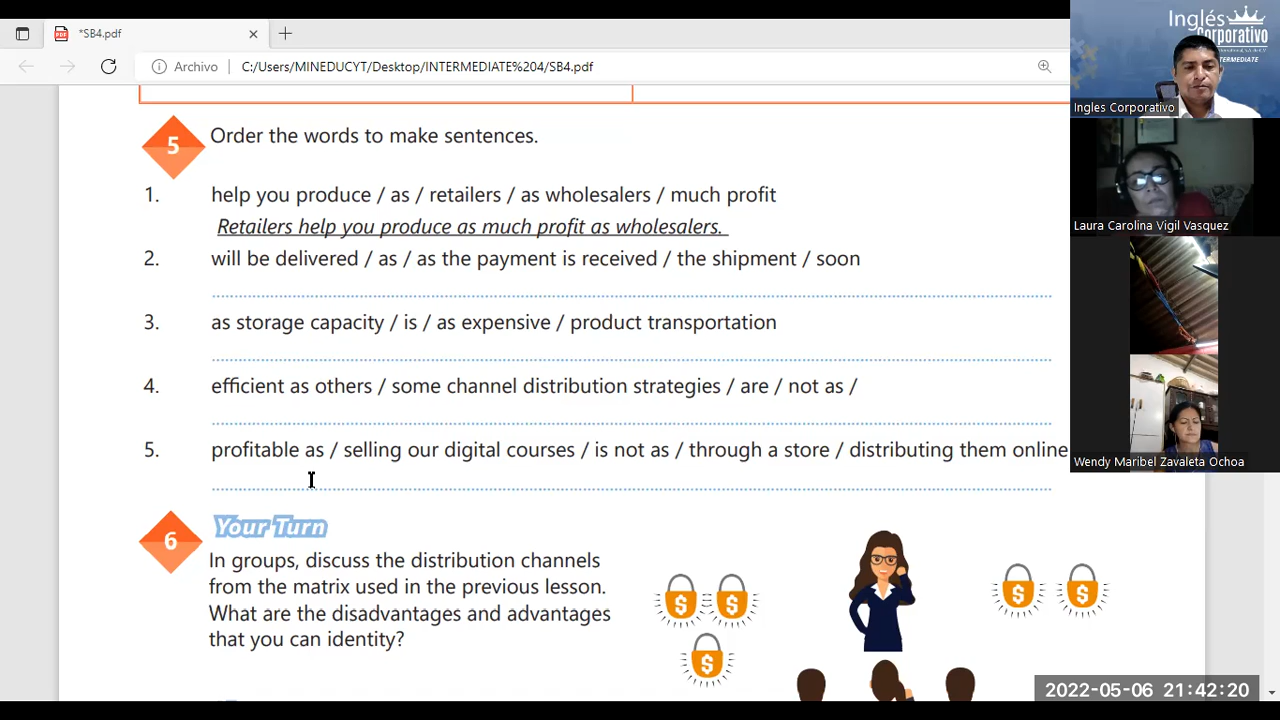 *SB4.pdf
Archivo
C:/Users/MINEDUCYT/Desktop/INTERMEDIATE%204/SB4.pdf
5
Order the words to make sentences.
1. help you produce / as / retailers / as wholesalers / much profit
Retailers help you produce as much profit as wholesalers.
2. will be delivered / as / as the payment is received / the shipment / soon
3. as storage capacity / is / as expensive / product transportation
4. efficient as others / some channel distribution strategies / are / not as /
5. profitable as / selling our digital courses / is not as / through a store / distributing them online
6
Your Turn
In groups, discuss the distribution channels
from the matrix used in the previous lesson.
What are the disadvantages and advantages
that you can identity?
$ $ $ $ $
Inglés
Corporativo
Ingles Corporativo
Laura Carolina Vigil Vasquez
Wendy Maribel Zavaleta Ochoa
2022-05-06 21:42:20